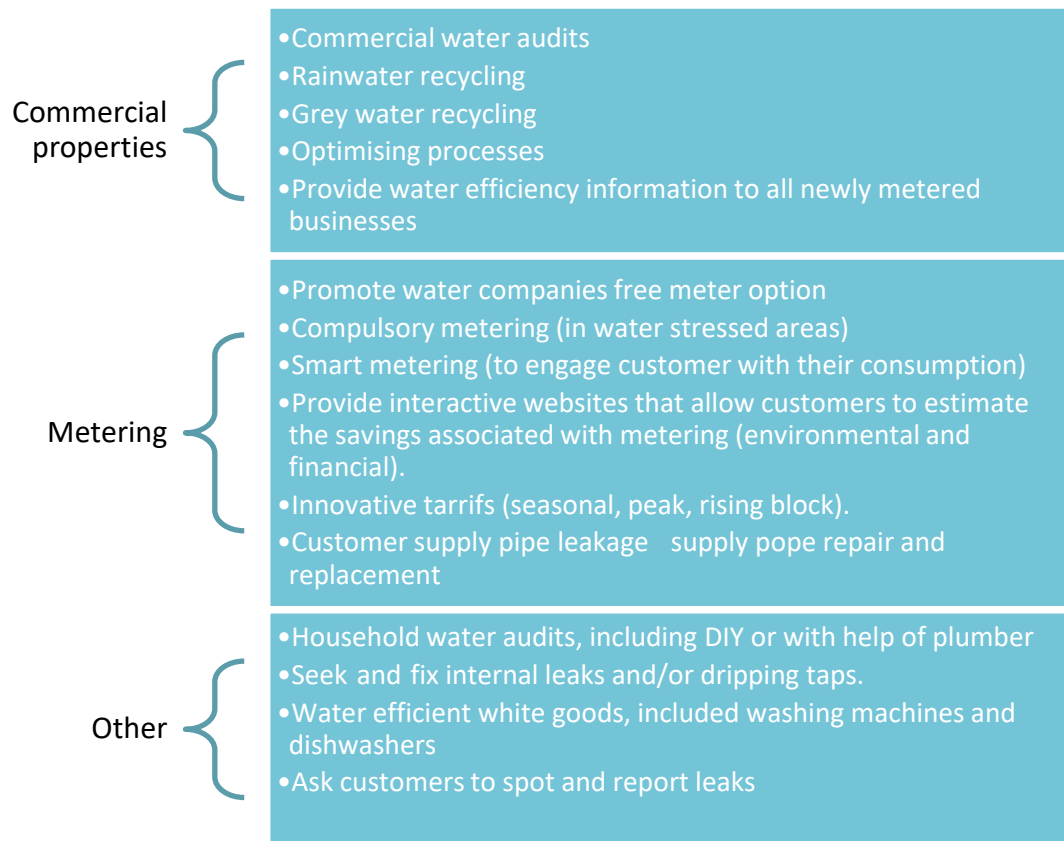 Commercial
properties
•Commercial water audits
•Rainwater recycling
•Grey water recycling
•Optimising processes
•Provide water efficiency information to all newly metered
businesses
Metering
•Promote water companies free meter option
•Compulsory metering (in water stressed areas)
•Smart metering (to engage customer with their consumption)
•Provide interactive websites that allow customers to estimate
the savings associated with metering (environmental and
financial).
•Innovative tarrifs (seasonal, peak, rising block).
•Customer supply pipe leakage   supply pope repair and
replacement
Other
•Household water audits, including DIY or with help of plumber
•Seek and fix internal leaks and/or dripping taps.
•Water efficient white goods, included washing machines and
dishwashers
•Ask customers to spot and report leaks